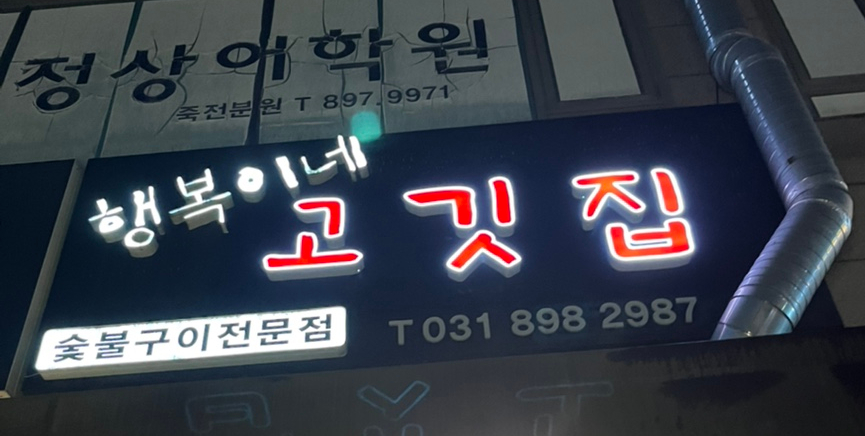 정상어학원
죽전분원 T 897.9971
행복이네
고깃집
숯불구이전문점
T 031 898 2987